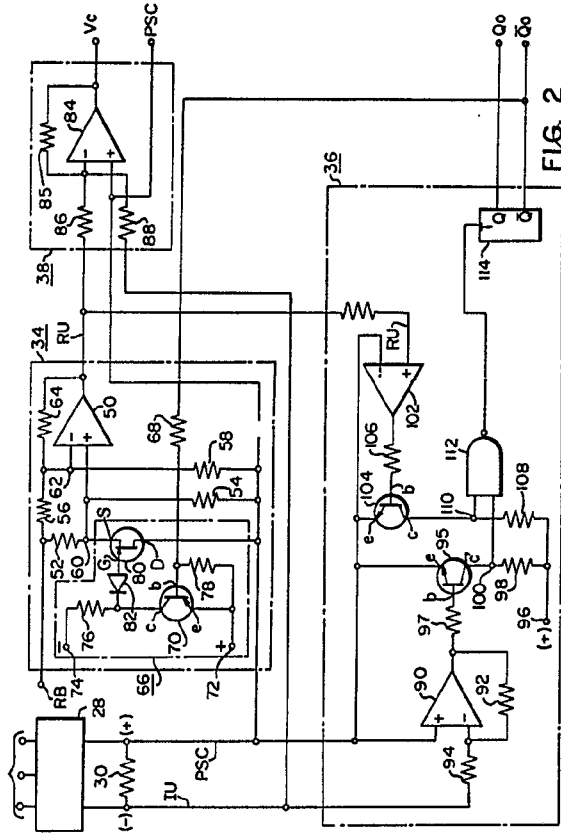 28
30
(-)
(+)
IU
PSC
RB
34
52
56
60
62
64
50
54
58
66
74
−
76
82
80
G
S
D
70
c
b
e
78
72
+
68
RU
38
85
86
84
−
+
88
Vc
PSC
36
94
92
90
+
−
97
95
b
e
c
100
98
96
(+)
104
e
b
c
106
102
−
+
RU
110
108
112
114
Q
Q̅
Qo
Q̅o
FIG. 2